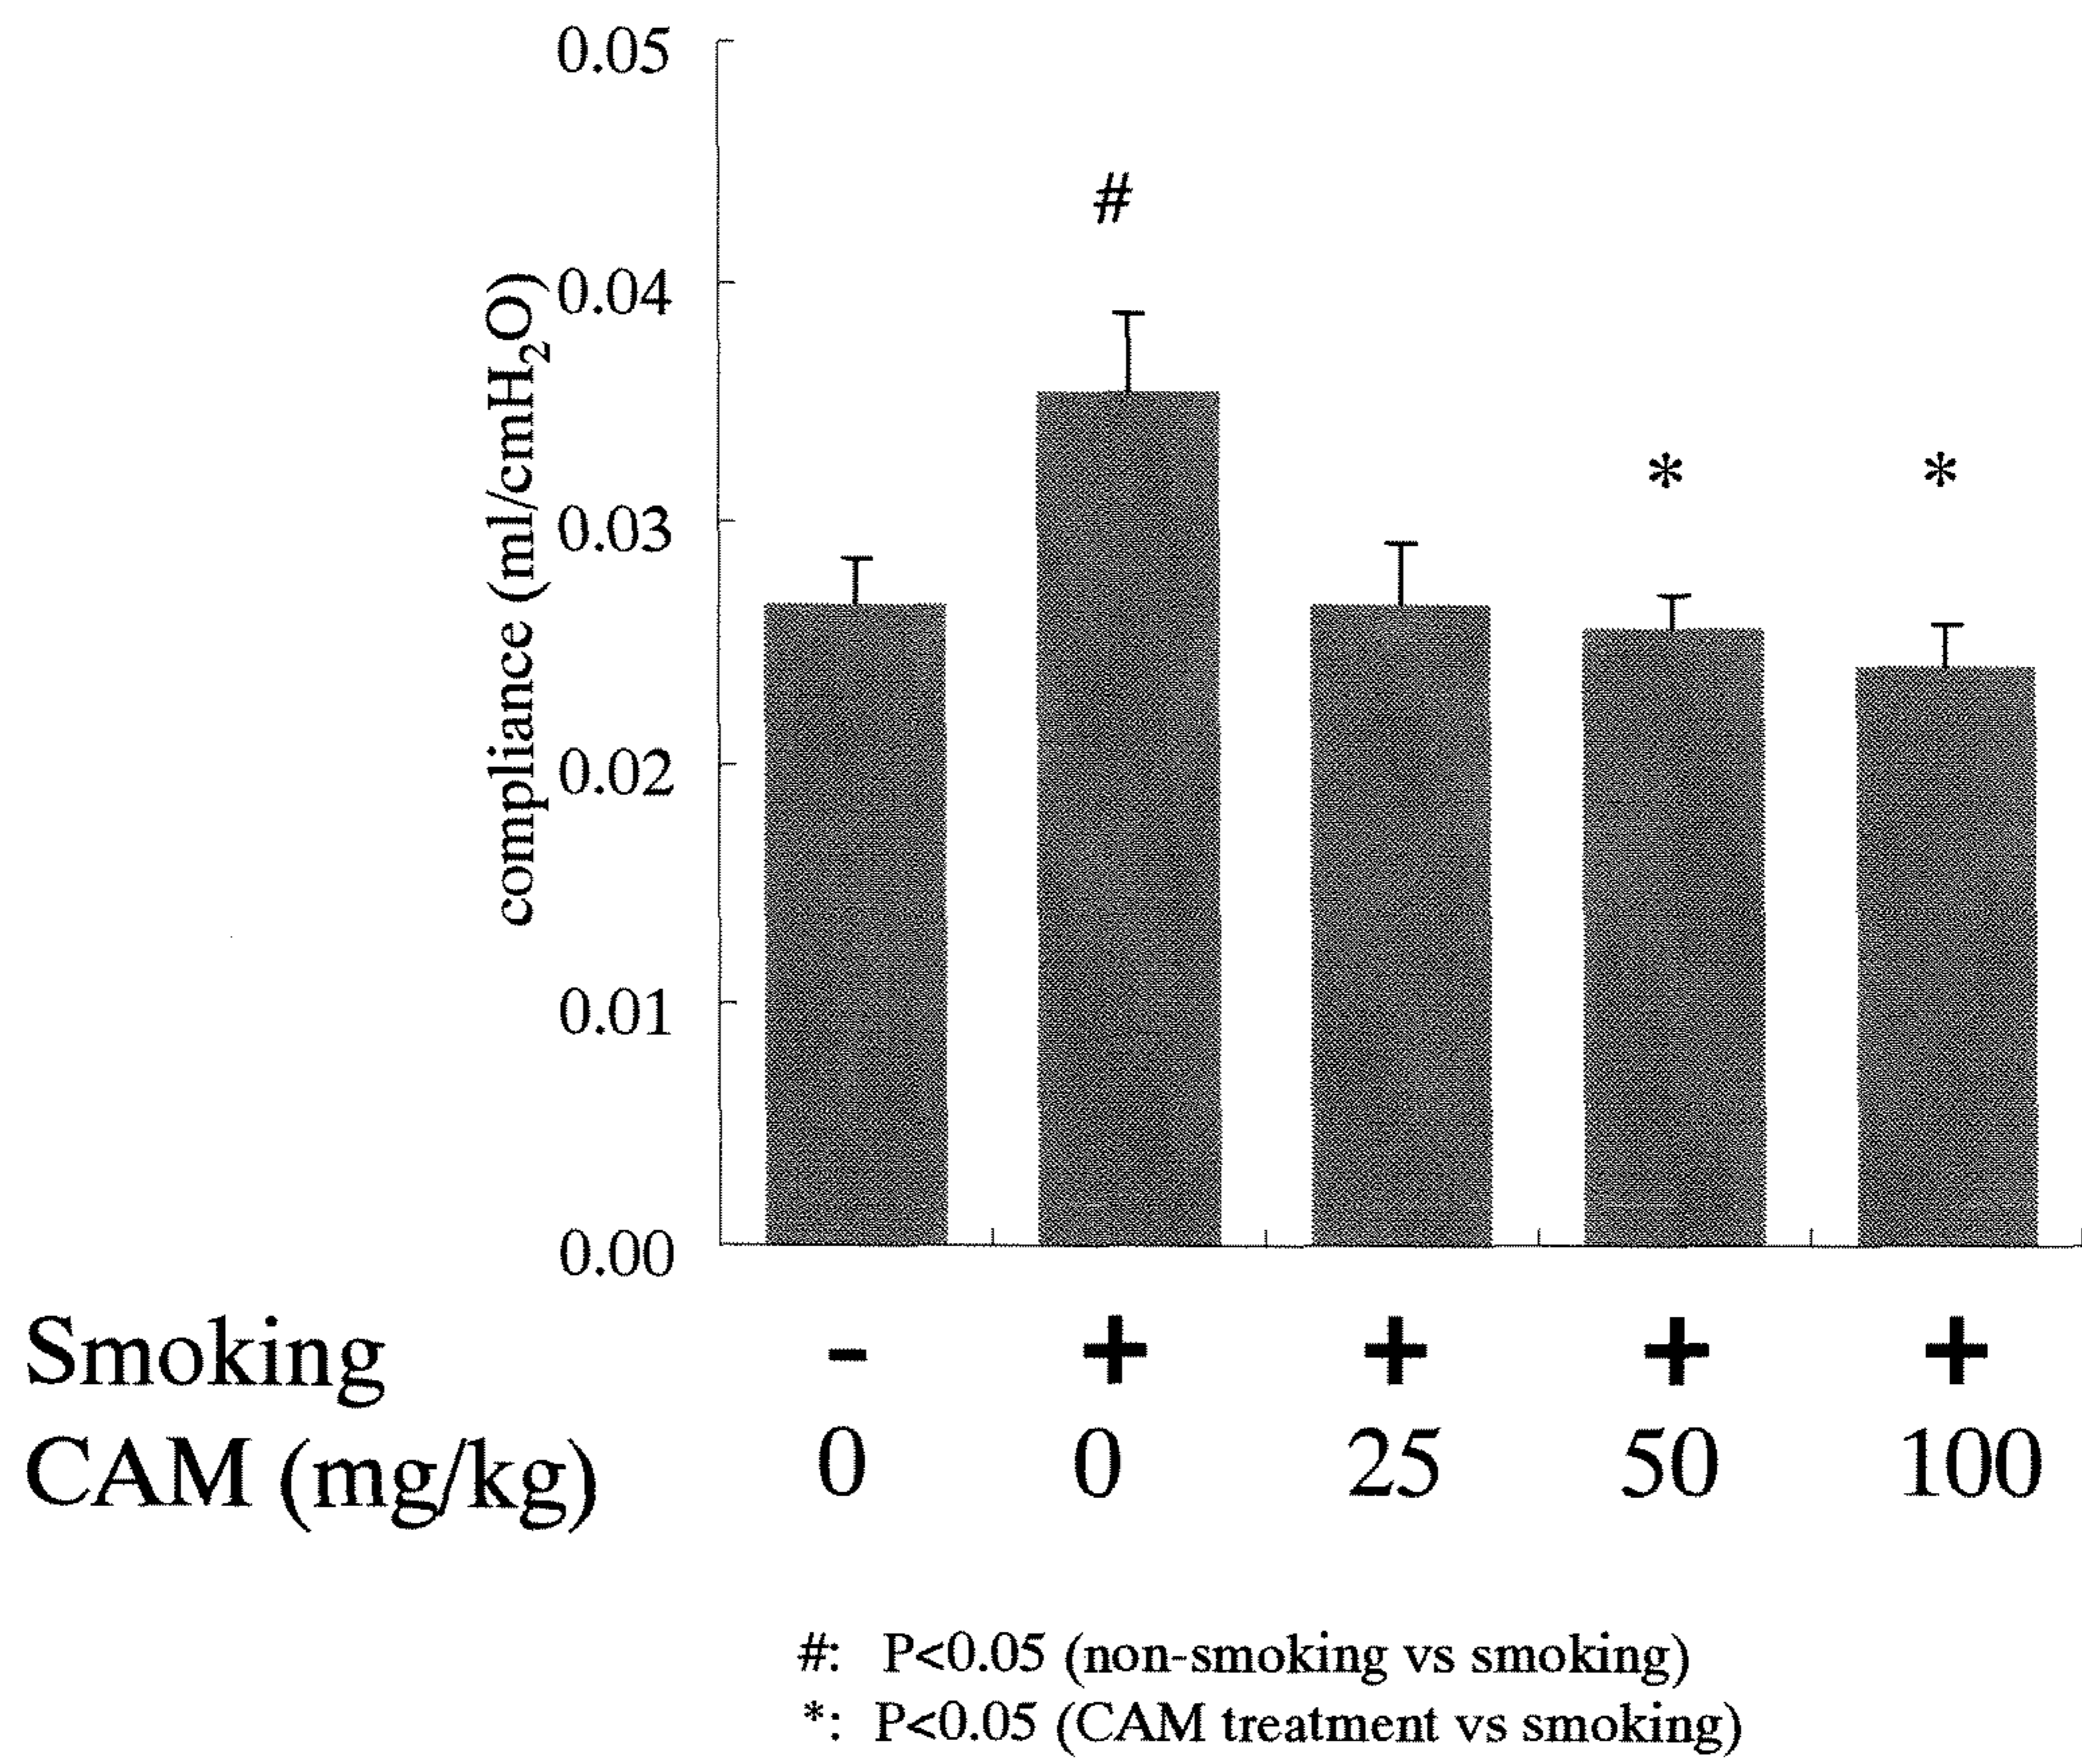 0.05
#
0.04
compliance (ml/cmH₂O)
* *
0.03
0.02
0.01
0.00
Smoking - + + + +
CAM (mg/kg) 0 0 25 50 100
#: P<0.05 (non-smoking vs smoking)
*: P<0.05 (CAM treatment vs smoking)